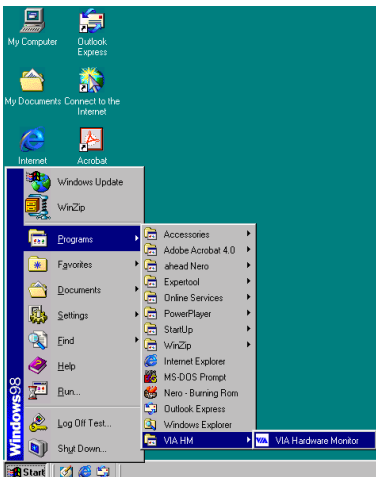 My Computer
Outlook
Express
My Documents
Connect to the
Internet
Internet
Acrobat
Windows Update
WinZip
Programs
Favorites
Documents
Settings
Find
Help
Run...
Log Off Test...
Shut Down...
Windows98
Accessories
Adobe Acrobat 4.0
ahead Nero
Expertool
Online Services
PowerPlayer
StartUp
WinZip
Internet Explorer
MS-DOS Prompt
Nero - Burning Rom
Outlook Express
Windows Explorer
VIA HM
VIA Hardware Monitor
Start